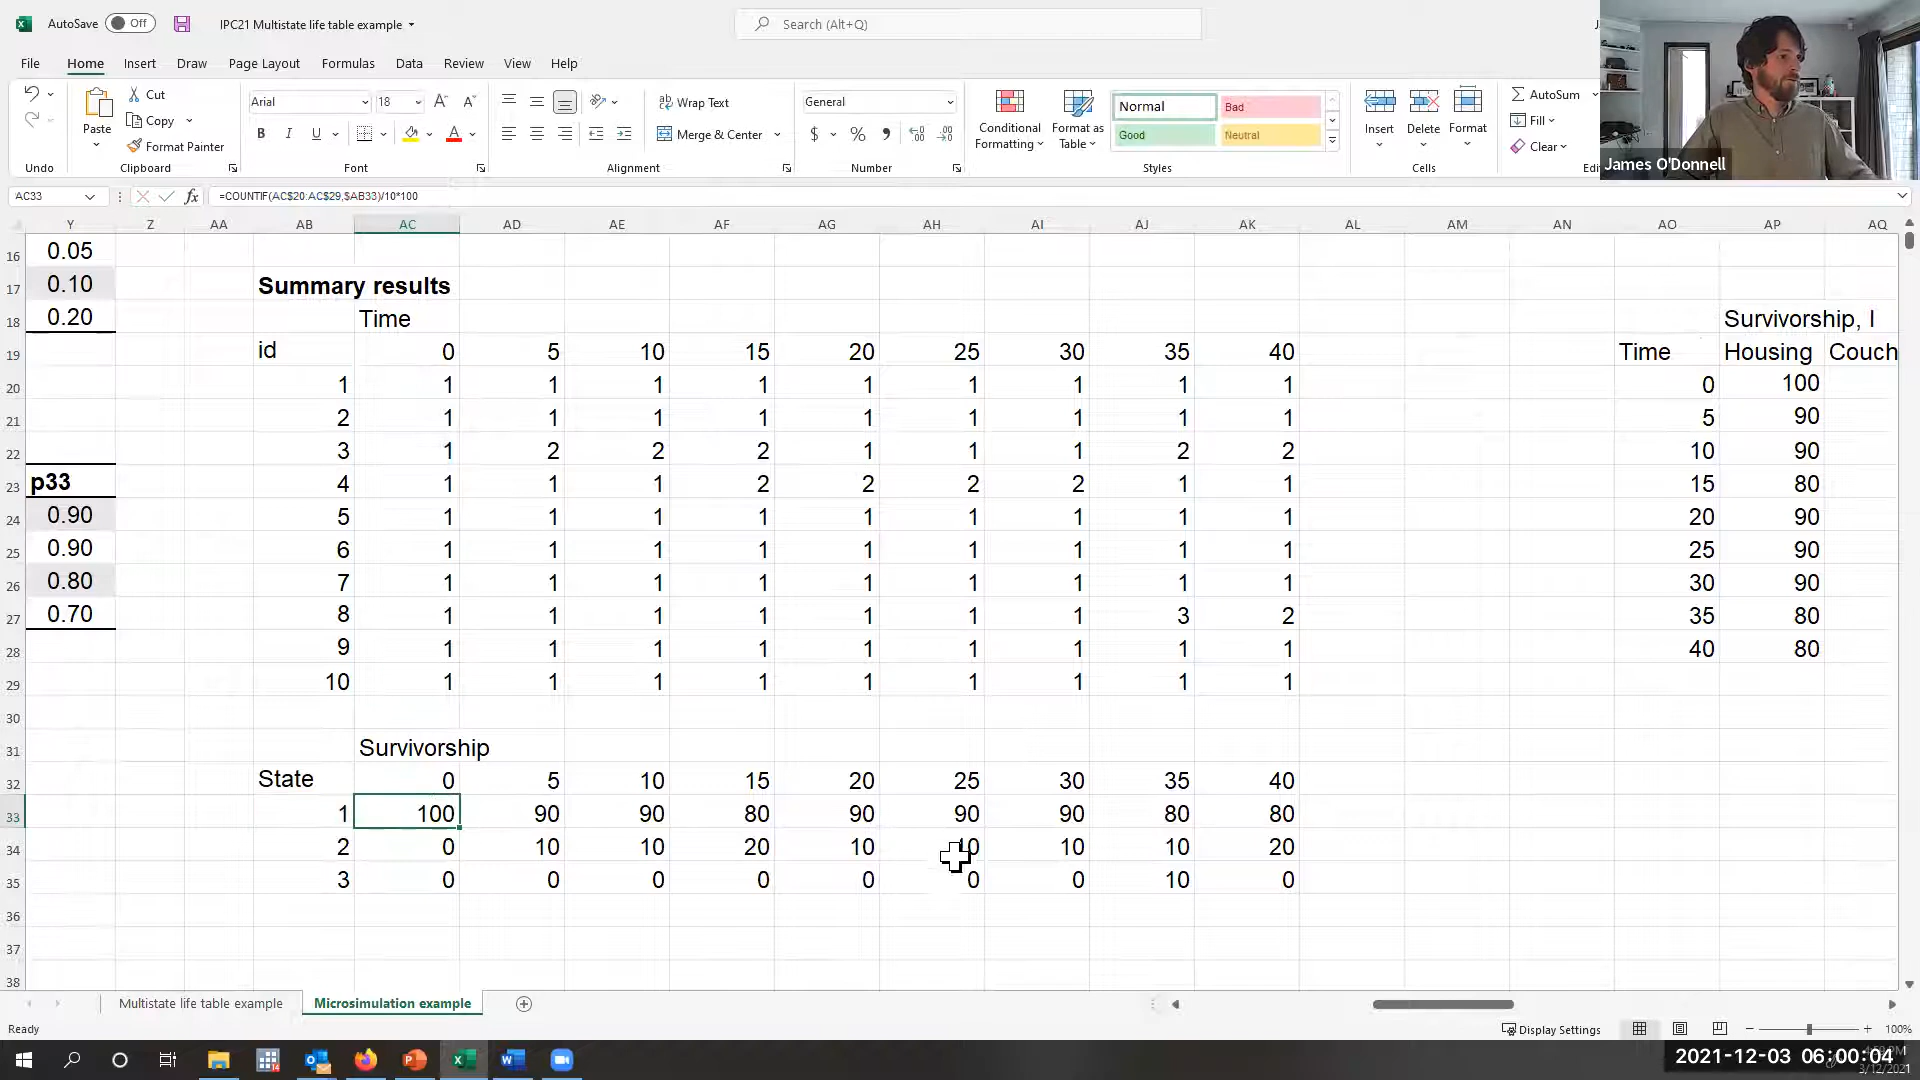 AutoSave Off IPC21 Multistate life table example Search (Alt+Q)
File Home Insert Draw Page Layout Formulas Data Review View Help
Paste Cut Copy Format Painter Arial 18 Wrap Text Merge & Center General Conditional Formatting Format as Table Normal Bad Good Neutral Insert Delete Format AutoSum Fill Clear
Undo Clipboard Font Alignment Number Styles Cells
James O'Donnell
AC33 fx =COUNTIF(AC$20:AC$29,$AB33)/10*100
Y Z AA AB AC AD AE AF AG AH AI AJ AK AL AM AN AO AP AQ
16 0.05
17 0.10 Summary results
18 0.20 Time Survivorship, l
19 id 0 5 10 15 20 25 30 35 40 Time Housing Couch
20 1 1 1 1 1 1 1 1 1 1 0 100
21 2 1 1 1 1 1 1 1 1 1 5 90
22 3 1 2 2 2 1 1 1 2 2 10 90
23 p33 4 1 1 1 2 2 2 2 1 1 15 80
24 0.90 5 1 1 1 1 1 1 1 1 1 20 90
25 0.90 6 1 1 1 1 1 1 1 1 1 25 90
26 0.80 7 1 1 1 1 1 1 1 1 1 30 90
27 0.70 8 1 1 1 1 1 1 1 3 2 35 80
28 9 1 1 1 1 1 1 1 1 1 40 80
29 10 1 1 1 1 1 1 1 1 1
30
31 Survivorship
32 State 0 5 10 15 20 25 30 35 40
33 1 100 90 90 80 90 90 90 80 80
34 2 0 10 10 20 10 10 10 10 20
35 3 0 0 0 0 0 0 0 10 0
36
37
38
Multistate life table example Microsimulation example
Ready Display Settings 100%
2021-12-03 06:00:04
3/12/2021